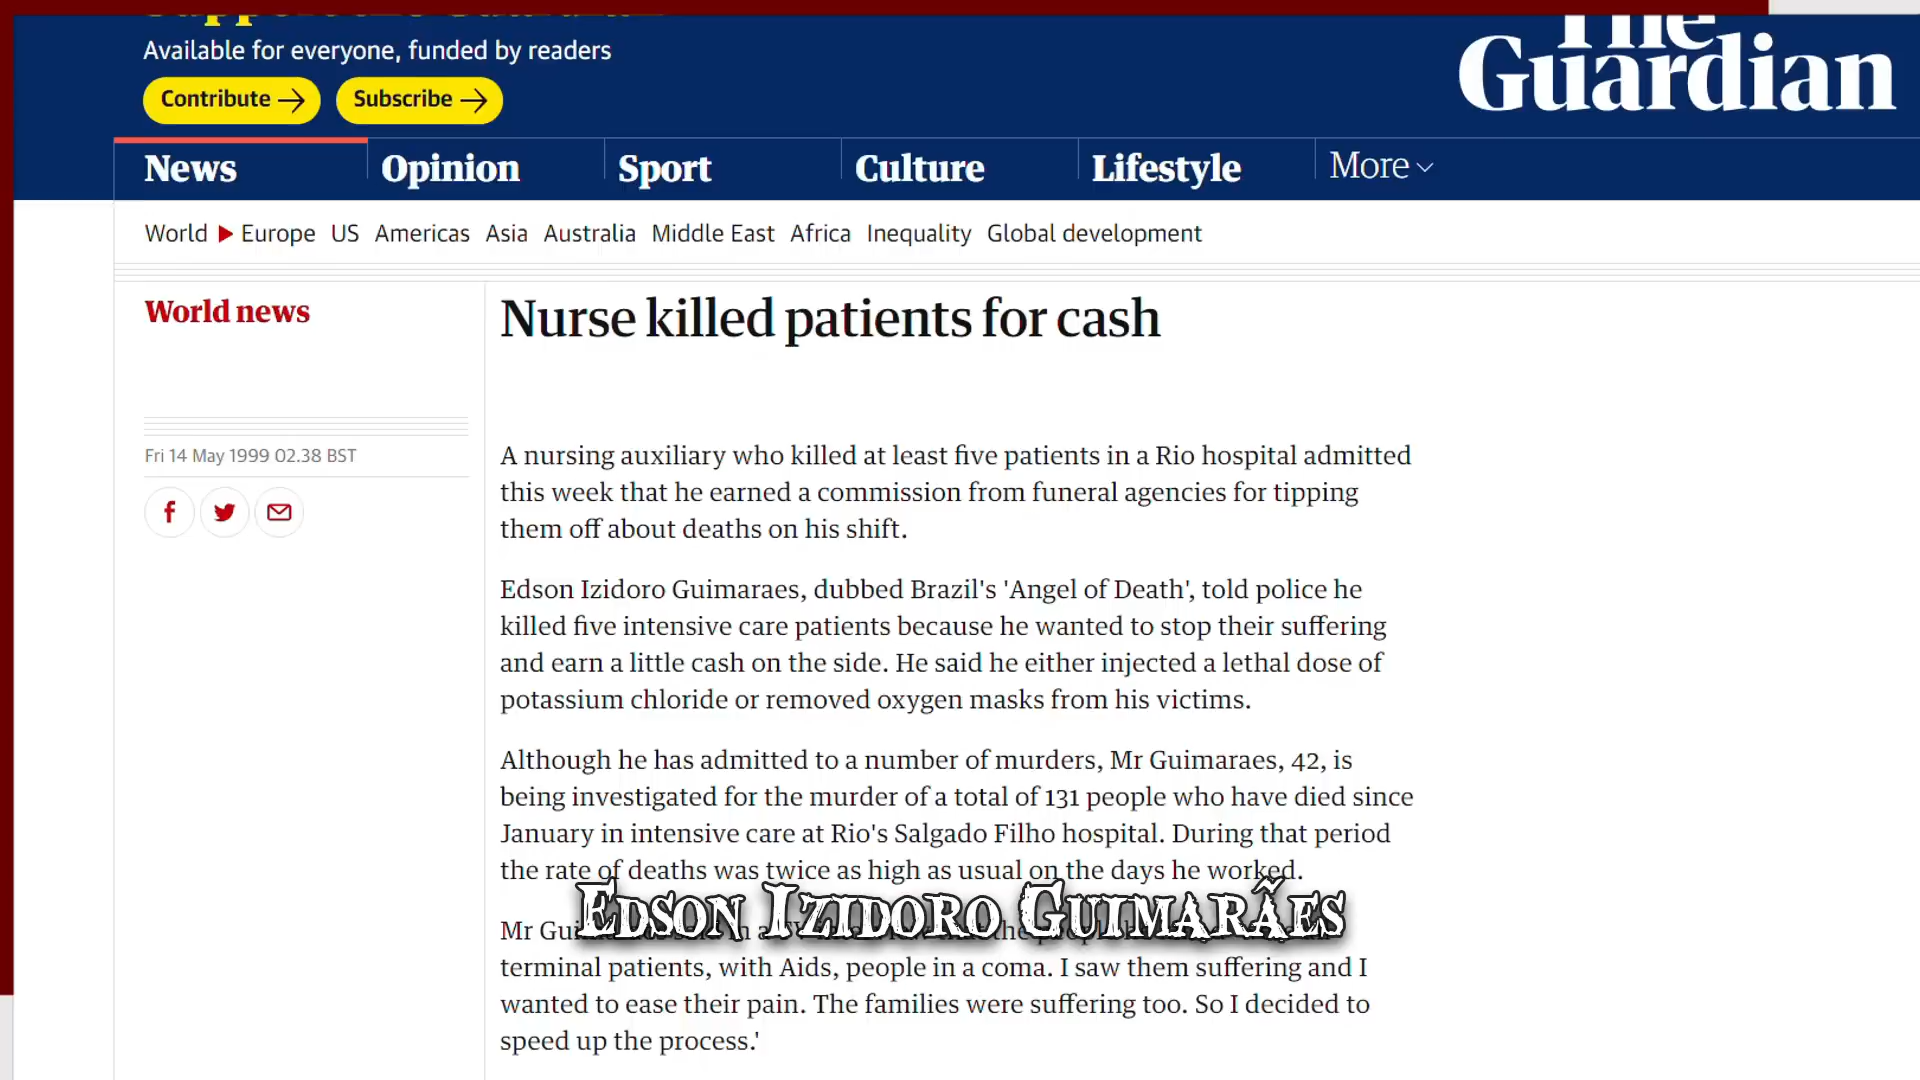 Available for everyone, funded by readers
Contribute → Subscribe →
The
Guardian
News Opinion Sport Culture Lifestyle More
World Europe US Americas Asia Australia Middle East Africa Inequality Global development
World news
Nurse killed patients for cash
Fri 14 May 1999 02.38 BST
A nursing auxiliary who killed at least five patients in a Rio hospital admitted
this week that he earned a commission from funeral agencies for tipping
them off about deaths on his shift.
Edson Izidoro Guimaraes, dubbed Brazil's 'Angel of Death', told police he
killed five intensive care patients because he wanted to stop their suffering
and earn a little cash on the side. He said he either injected a lethal dose of
potassium chloride or removed oxygen masks from his victims.
Although he has admitted to a number of murders, Mr Guimaraes, 42, is
being investigated for the murder of a total of 131 people who have died since
January in intensive care at Rio's Salgado Filho hospital. During that period
the rate of deaths was twice as high as usual on the days he worked.
Edson Izidoro Guimarães
Mr
terminal patients, with Aids, people in a coma. I saw them suffering and I
wanted to ease their pain. The families were suffering too. So I decided to
speed up the process.'